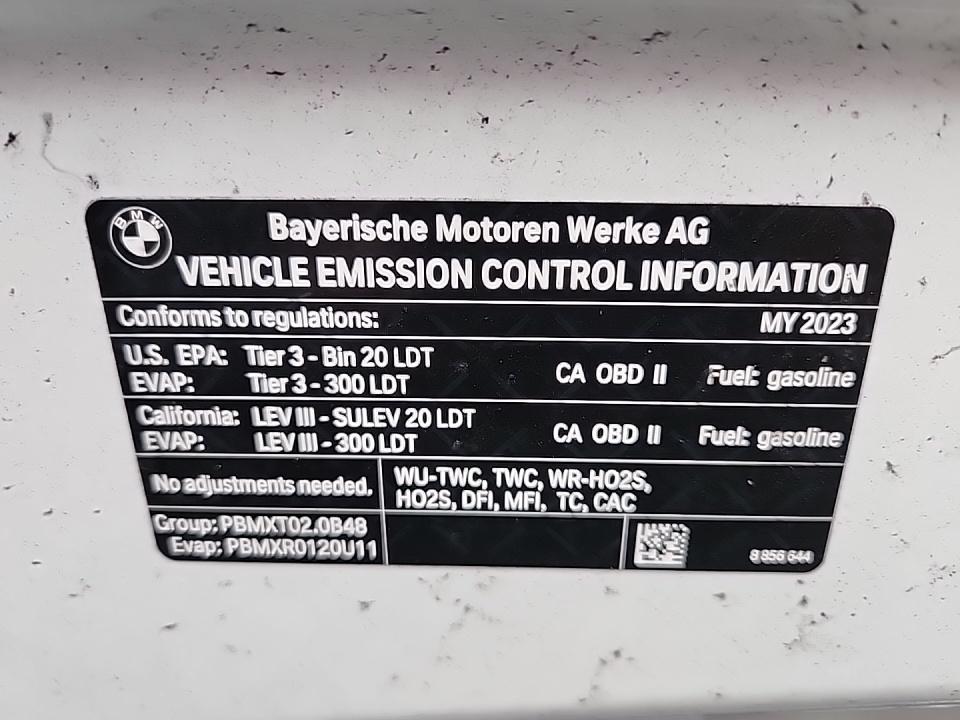 BMW
Bayerische Motoren Werke AG
VEHICLE EMISSION CONTROL INFORMATION
Conforms to regulations: MY 2023
U.S. EPA: Tier 3 - Bin 20 LDT
EVAP: Tier 3 - 300 LDT
CA OBD II Fuel: gasoline
California: LEV III - SULEV 20 LDT
EVAP: LEV III - 300 LDT
CA OBD II Fuel: gasoline
No adjustments needed.
WU-TWC, TWC, WR-HO2S,
HO2S, DFI, MFI, TC, CAC
Group: PBMXT02.0B48
Evap: PBMXR0120U11
8 856 644